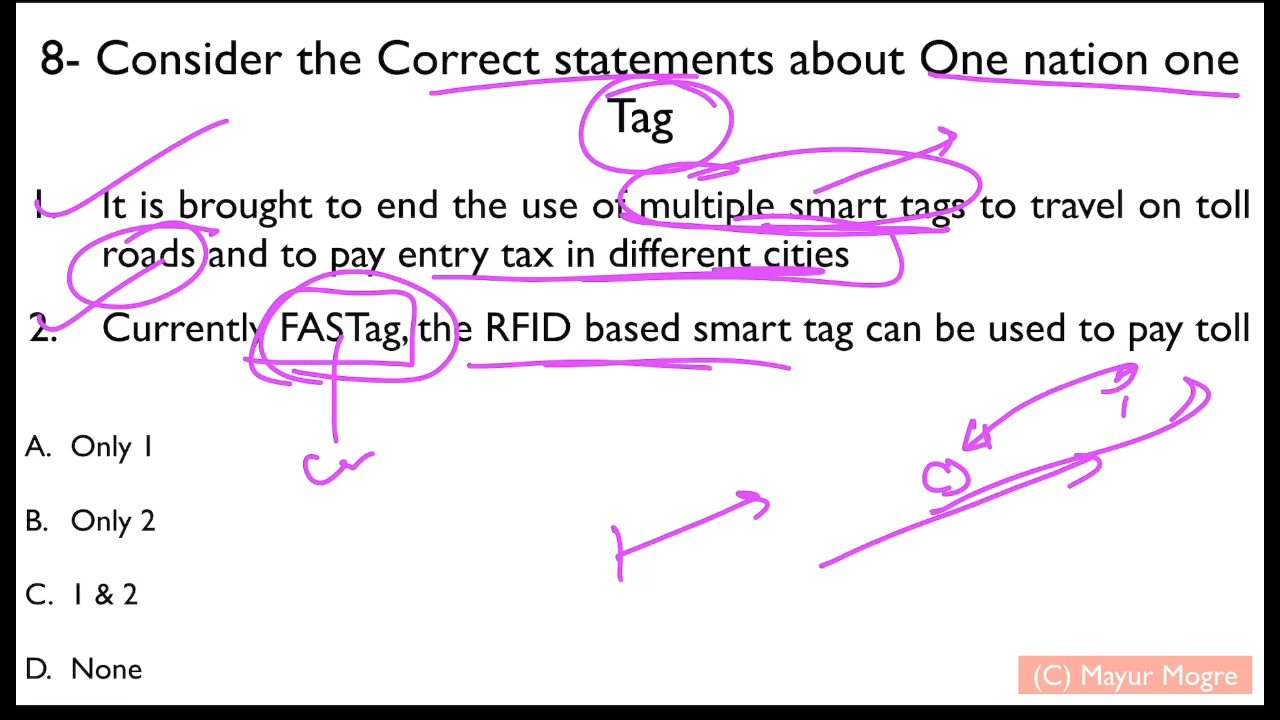 8- Consider the Correct statements about One nation one
Tag
1. It is brought to end the use of multiple smart tags to travel on toll
roads and to pay entry tax in different cities
2. Currently FASTag, the RFID based smart tag can be used to pay toll
A. Only 1
B. Only 2
C. 1 & 2
D. None
(C) Mayur Mogre